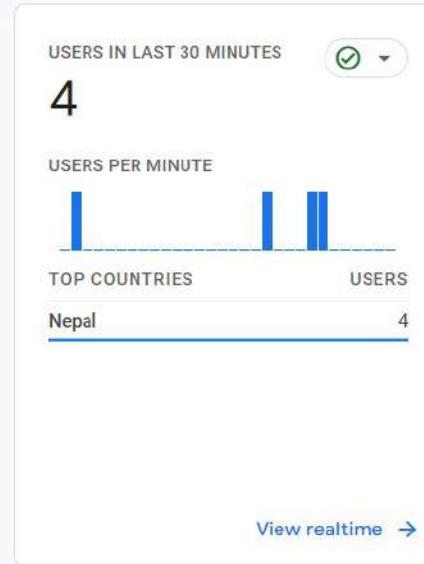 USERS IN LAST 30 MINUTES
4
USERS PER MINUTE
TOP COUNTRIES USERS
Nepal 4
View realtime